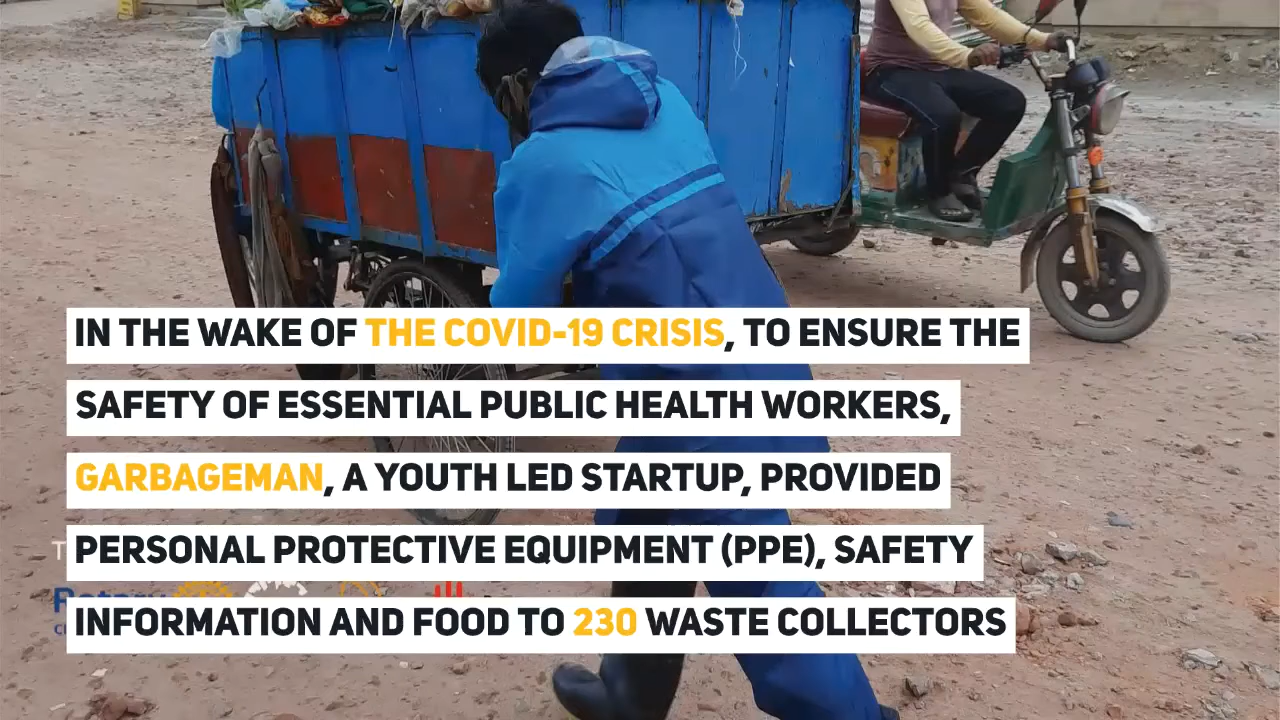 IN THE WAKE OF THE COVID-19 CRISIS, TO ENSURE THE
SAFETY OF ESSENTIAL PUBLIC HEALTH WORKERS,
GARBAGEMAN, A YOUTH LED STARTUP, PROVIDED
PERSONAL PROTECTIVE EQUIPMENT (PPE), SAFETY
INFORMATION AND FOOD TO 230 WASTE COLLECTORS